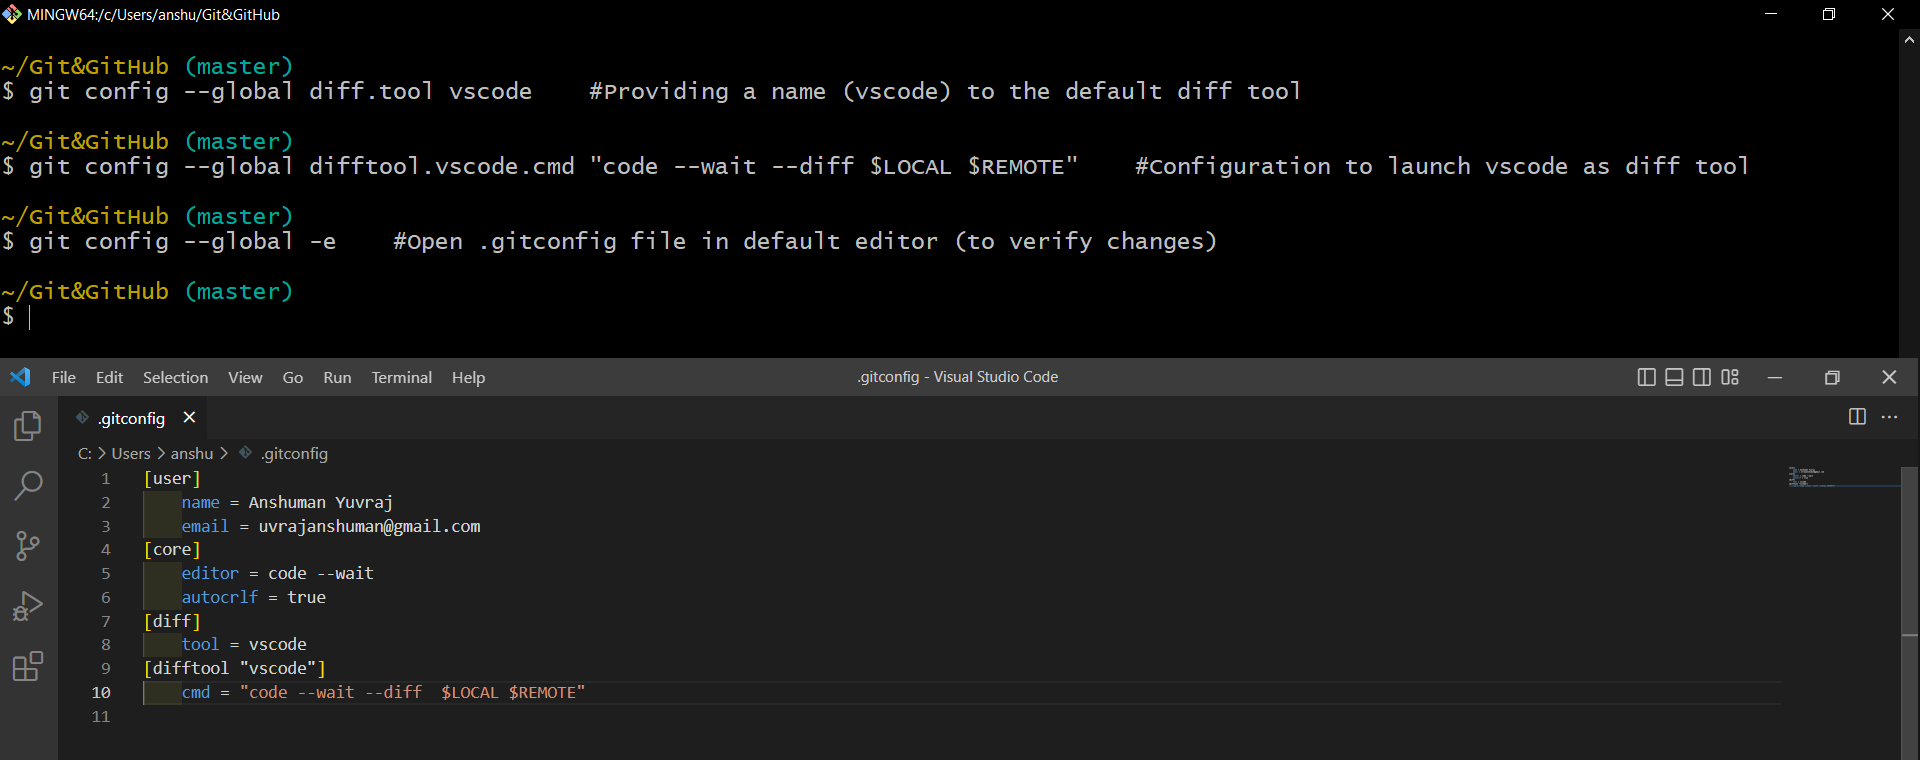 MINGW64:/c/Users/anshu/Git&GitHub
~/Git&GitHub (master)
$ git config --global diff.tool vscode    #Providing a name (vscode) to the default diff tool
~/Git&GitHub (master)
$ git config --global difftool.vscode.cmd "code --wait --diff $LOCAL $REMOTE"    #Configuration to launch vscode as diff tool
~/Git&GitHub (master)
$ git config --global -e    #Open .gitconfig file in default editor (to verify changes)
~/Git&GitHub (master)
$
File Edit Selection View Go Run Terminal Help .gitconfig - Visual Studio Code
.gitconfig
C: > Users > anshu > .gitconfig
1 [user]
2 name = Anshuman Yuvraj
3 email = uvrajanshuman@gmail.com
4 [core]
5 editor = code --wait
6 autocrlf = true
7 [diff]
8 tool = vscode
9 [difftool "vscode"]
10 cmd = "code --wait --diff  $LOCAL $REMOTE"
11